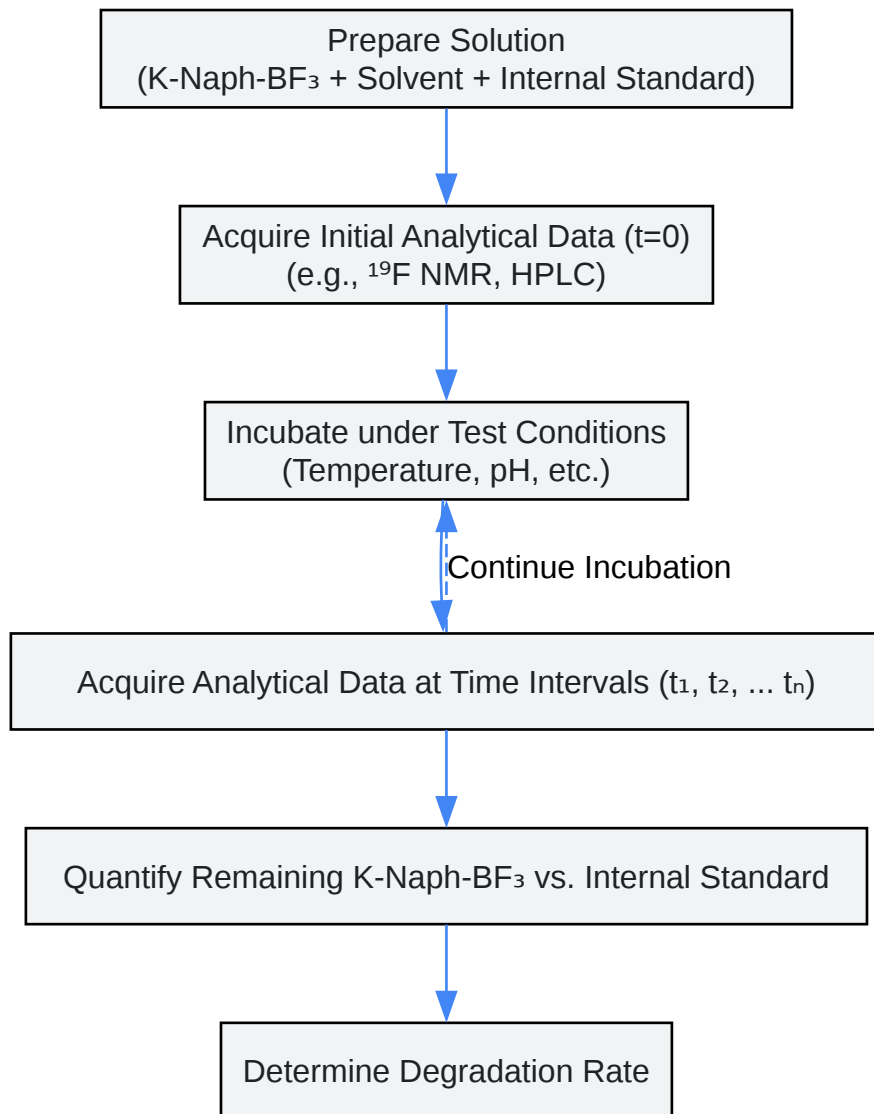 Prepare Solution
(K-Naph-BF₃ + Solvent + Internal Standard)
Acquire Initial Analytical Data (t=0)
(e.g., ¹⁹F NMR, HPLC)
Incubate under Test Conditions
(Temperature, pH, etc.)
Continue Incubation
Acquire Analytical Data at Time Intervals (t₁, t₂, ... tₙ)
Quantify Remaining K-Naph-BF₃ vs. Internal Standard
Determine Degradation Rate